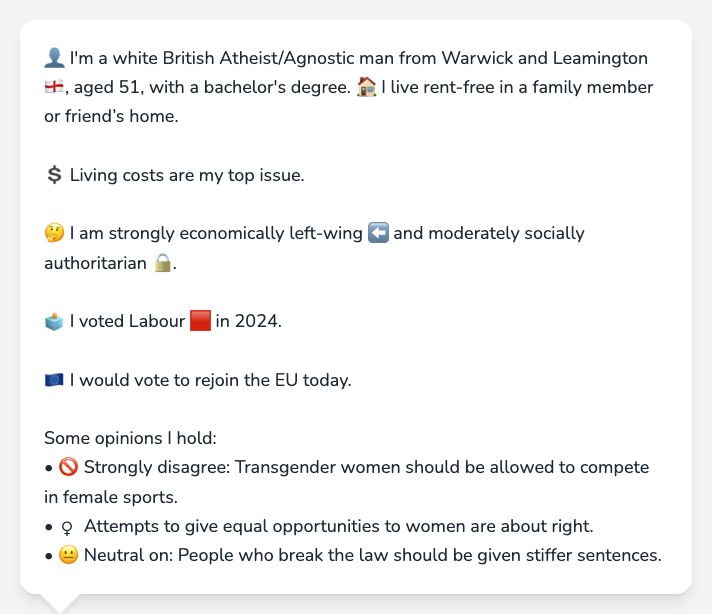 👤 I'm a white British Atheist/Agnostic man from Warwick and Leamington
🏴󠁧󠁢󠁥󠁮󠁧󠁿, aged 51, with a bachelor's degree. 🏠 I live rent-free in a family member
or friend’s home.
💲 Living costs are my top issue.
🤔 I am strongly economically left-wing ⬅️ and moderately socially
authoritarian 🔒.
🗳️ I voted Labour 🟥 in 2024.
🇪🇺 I would vote to rejoin the EU today.
Some opinions I hold:
• 🚫 Strongly disagree: Transgender women should be allowed to compete
in female sports.
• ♀ Attempts to give equal opportunities to women are about right.
• 😐 Neutral on: People who break the law should be given stiffer sentences.